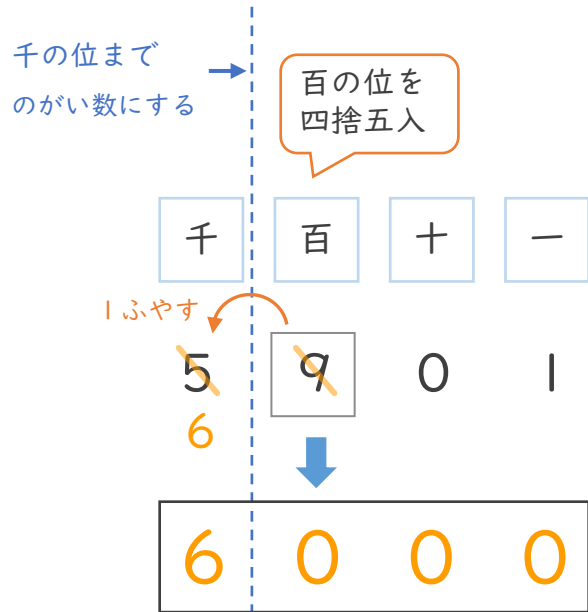 千の位まで
のがい数にする
百の位を
四捨五入
千 百 十 一
1ふやす
5 9 0 1
6
6 0 0 0